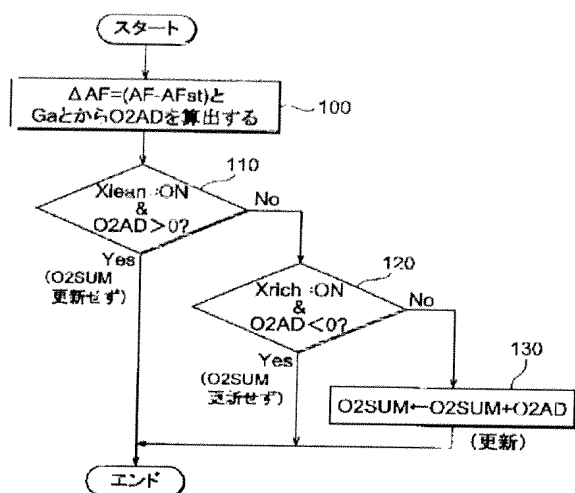 スタート
ΔAF=(AF-AFst)と
GaとからO2ADを算出する
100
Xlean:ON
&
O2AD>0?
110
No
Yes
(O2SUM
更新せず)
Xrich:ON
&
O2AD<0?
120
No
Yes
(O2SUM
更新せず)
130
O2SUM←O2SUM+O2AD
(更新)
エンド